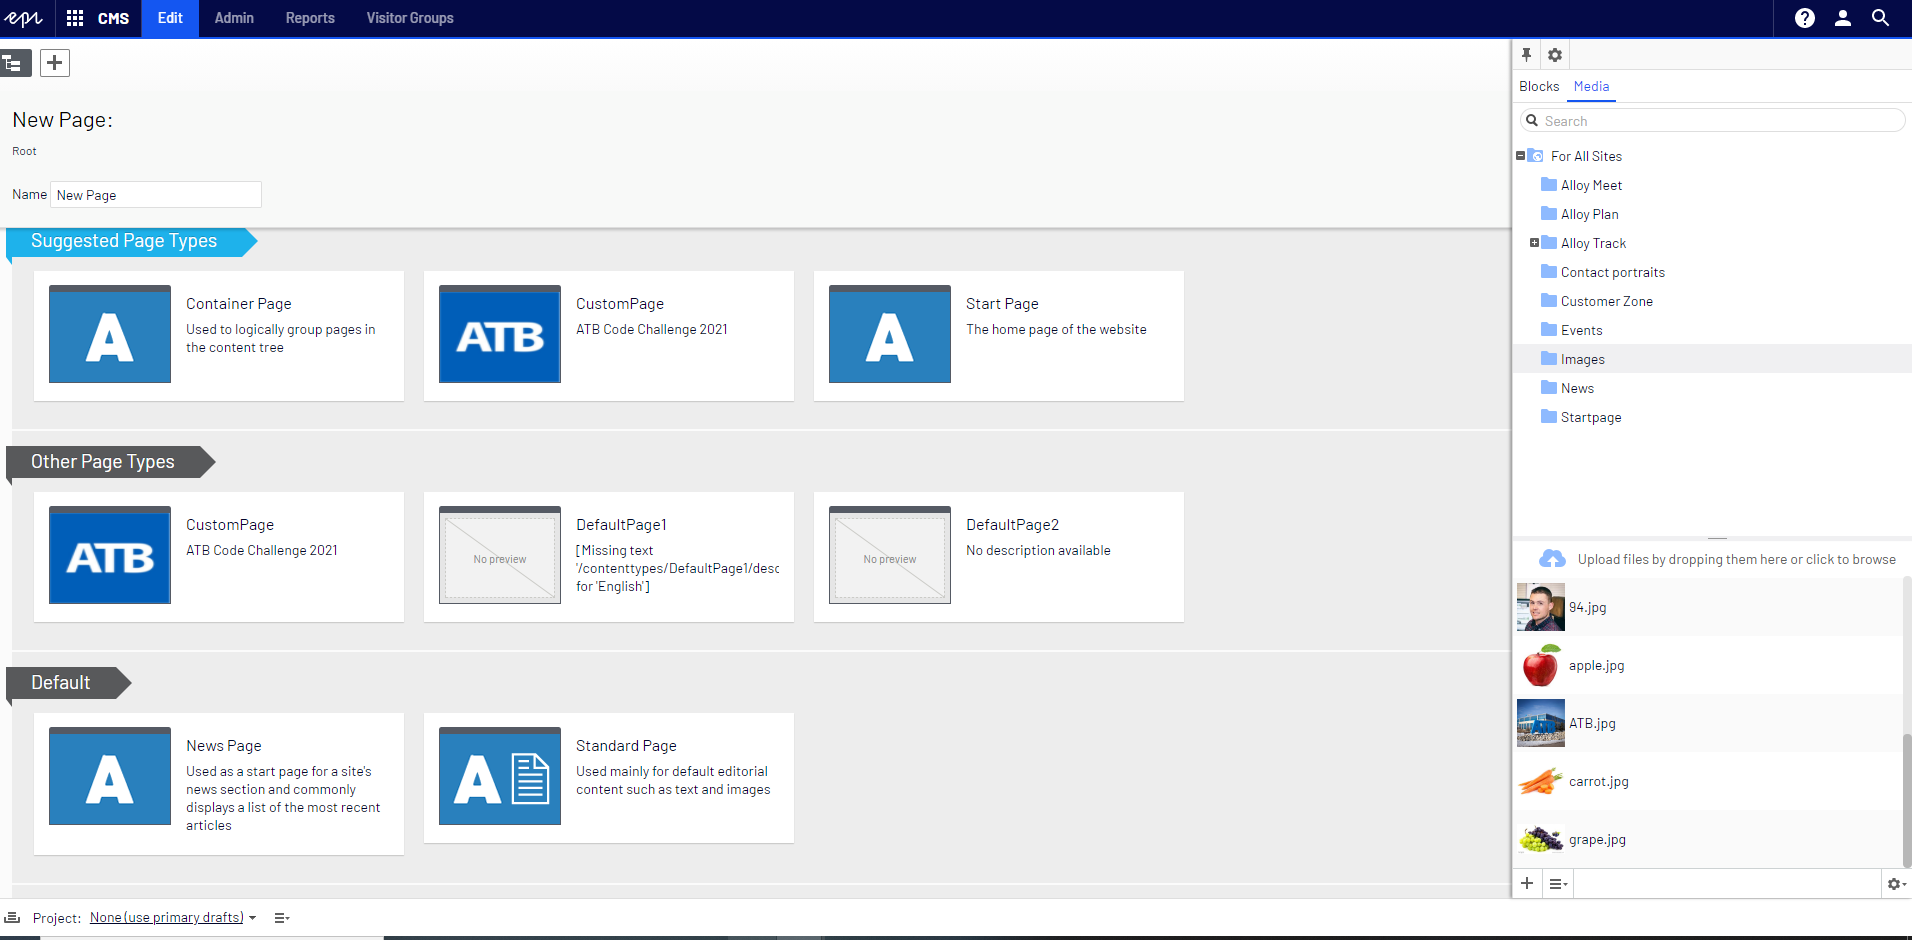 epi
CMS
Edit
Admin
Reports
Visitor Groups
New Page:
Root
Name New Page
Suggested Page Types
A
Container Page
Used to logically group pages in
the content tree
ATB
CustomPage
ATB Code Challenge 2021
A
Start Page
The home page of the website
Other Page Types
ATB
CustomPage
ATB Code Challenge 2021
No preview
DefaultPage1
[Missing text
'/contenttypes/DefaultPage1/desc
for 'English']
No preview
DefaultPage2
No description available
Default
A
News Page
Used as a start page for a site's
news section and commonly
displays a list of the most recent
articles
A
Standard Page
Used mainly for default editorial
content such as text and images
Project: None (use primary drafts)
Blocks
Media
Search
For All Sites
Alloy Meet
Alloy Plan
Alloy Track
Contact portraits
Customer Zone
Events
Images
News
Startpage
Upload files by dropping them here or click to browse
94.jpg
apple.jpg
ATB.jpg
carrot.jpg
grape.jpg